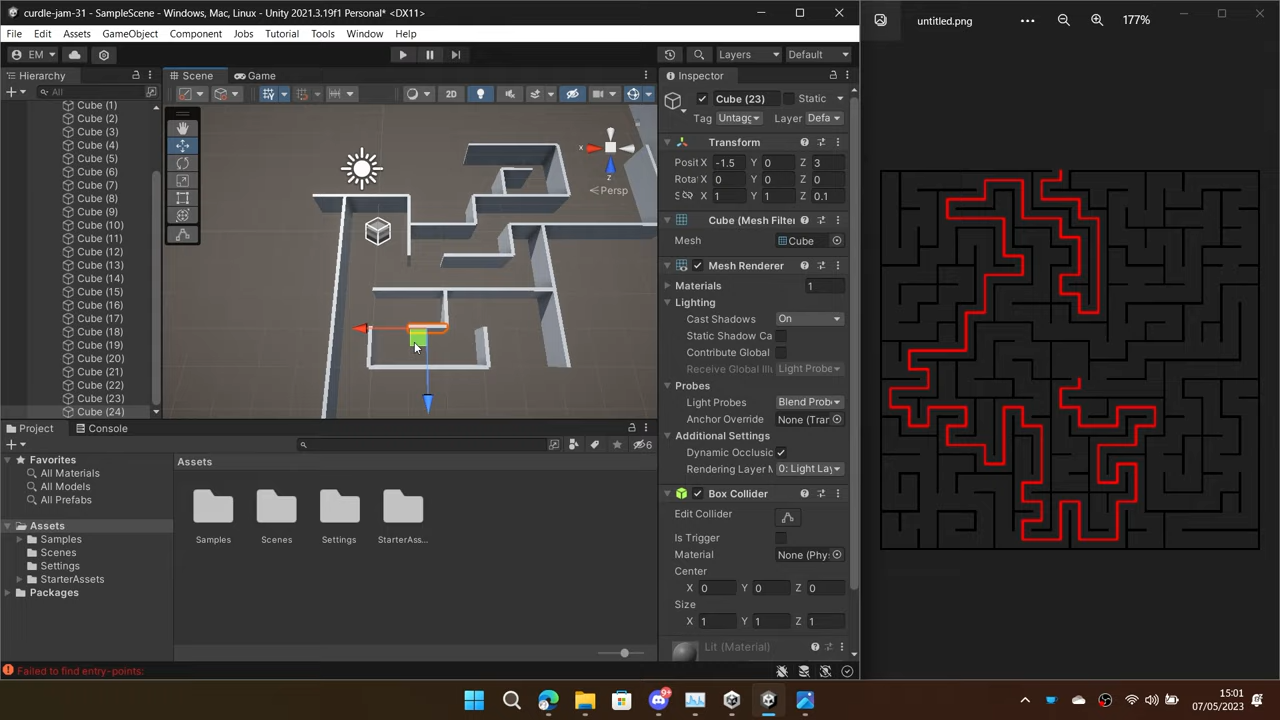 curdle-jam-31 - SampleScene - Windows, Mac, Linux - Unity 2021.3.19f1 Personal* <DX11>
untitled.png
177%
File Edit Assets GameObject Component Jobs Tutorial Tools Window Help
EM
Layers
Default
Hierarchy
All
Cube (1)
Cube (2)
Cube (3)
Cube (4)
Cube (5)
Cube (6)
Cube (7)
Cube (8)
Cube (9)
Cube (10)
Cube (11)
Cube (12)
Cube (13)
Cube (14)
Cube (15)
Cube (16)
Cube (17)
Cube (18)
Cube (19)
Cube (20)
Cube (21)
Cube (22)
Cube (23)
Cube (24)
Scene
Game
2D
x
z
Persp
Inspector
Cube (23)
Static
Tag Untagg
Layer Defa
Transform
Posit X -1.5 Y 0 Z 3
Rota X 0 Y 0 Z 0
S X 1 Y 1 Z 0.1
Cube (Mesh Filter
Mesh Cube
Mesh Renderer
Materials 1
Lighting
Cast Shadows On
Static Shadow Ca
Contribute Global
Receive Global Illu Light Probe
Probes
Light Probes Blend Prob
Anchor Override None (Tran
Additional Settings
Dynamic Occlusic
Rendering Layer M 0: Light Lay
Box Collider
Edit Collider
Is Trigger
Material None (Phy
Center
X 0 Y 0 Z 0
Size
X 1 Y 1 Z 1
Lit (Material)
Project
Console
6
Favorites
All Materials
All Models
All Prefabs
Assets
Samples
Scenes
Settings
StarterAssets
Packages
Assets
Samples
Scenes
Settings
StarterAss...
Failed to find entry-points:
15:01
07/05/2023